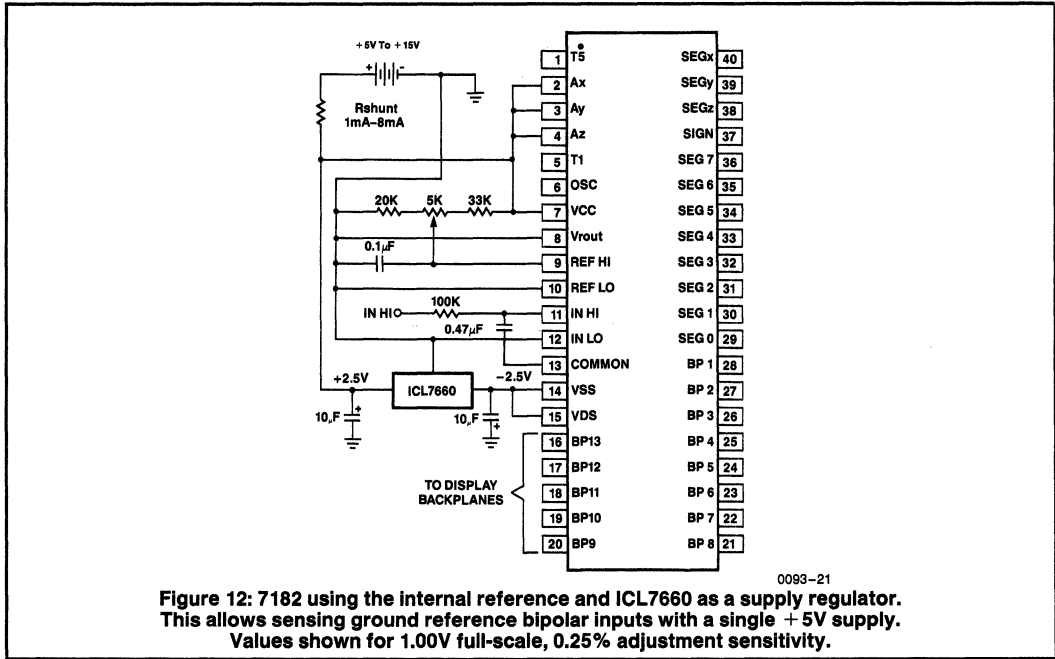 +5V To +15V
+ -
Rshunt
1mA–8mA
20K 5K 33K
0.1μF
100K
IN HI
0.47μF
+2.5V ICL7660 −2.5V
10μF + 10μF +
TO DISPLAY
BACKPLANES
1 T5 SEGx 40
2 Ax SEGy 39
3 Ay SEGz 38
4 Az SIGN 37
5 T1 SEG 7 36
6 OSC SEG 6 35
7 VCC SEG 5 34
8 Vrout SEG 4 33
9 REF HI SEG 3 32
10 REF LO SEG 2 31
11 IN HI SEG 1 30
12 IN LO SEG 0 29
13 COMMON BP 1 28
14 VSS BP 2 27
15 VDS BP 3 26
16 BP13 BP 4 25
17 BP12 BP 5 24
18 BP11 BP 6 23
19 BP10 BP 7 22
20 BP9 BP 8 21
0093–21
Figure 12: 7182 using the internal reference and ICL7660 as a supply regulator.
This allows sensing ground reference bipolar inputs with a single +5V supply.
Values shown for 1.00V full-scale, 0.25% adjustment sensitivity.